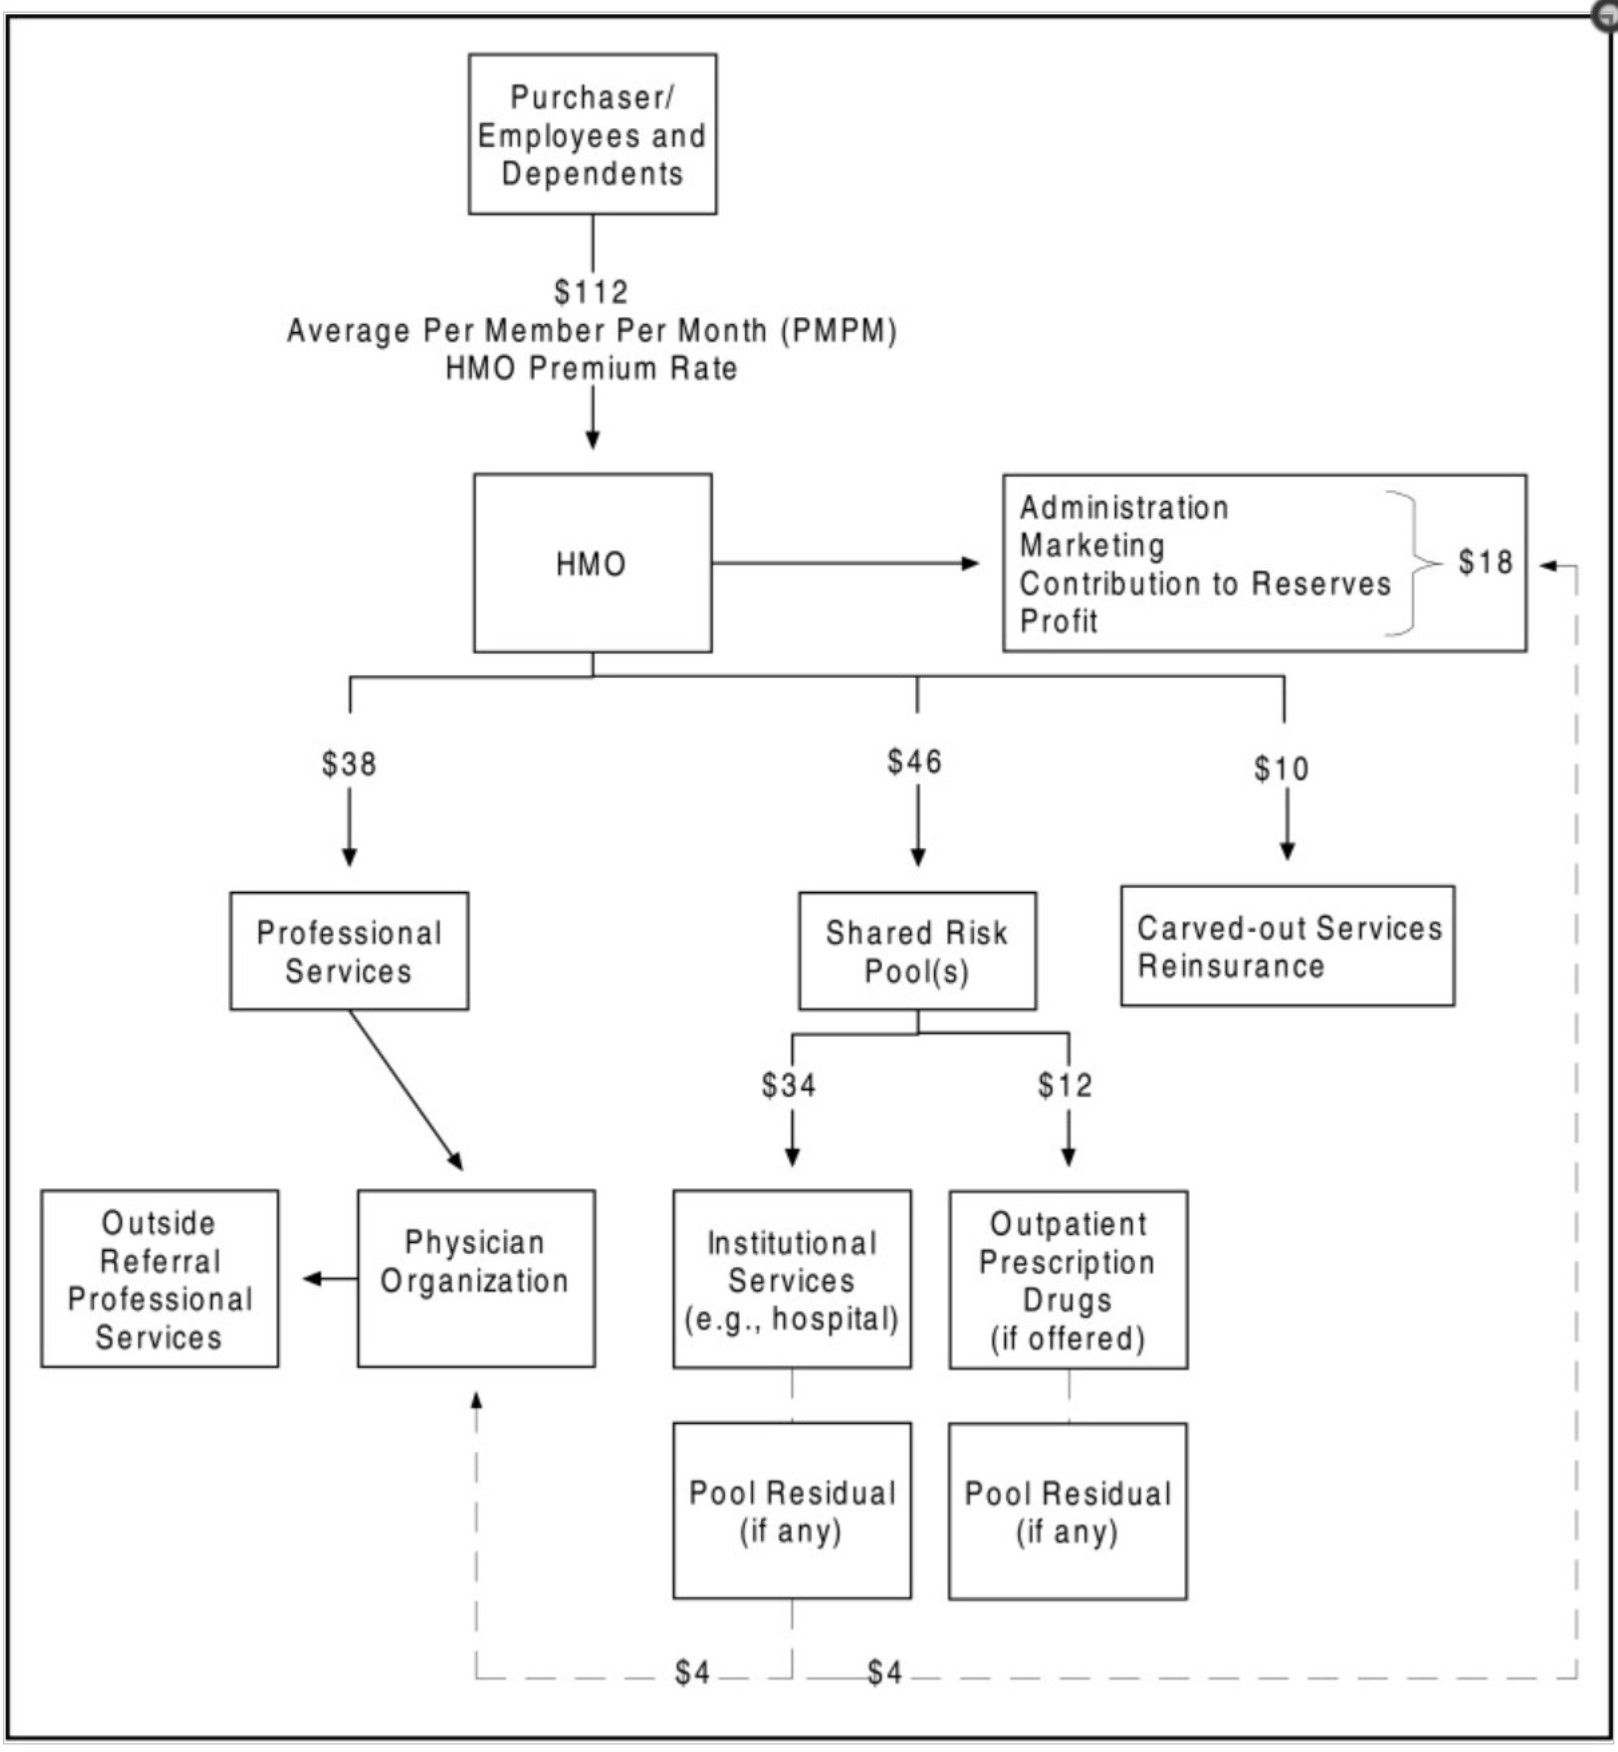 Purchaser/
Employees and
Dependents
$112
Average Per Member Per Month (PMPM)
HMO Premium Rate
HMO
Administration
Marketing
Contribution to Reserves
Profit
$18
$38
$46
$10
Professional
Services
Shared Risk
Pool(s)
Carved-out Services
Reinsurance
$34
$12
Outside
Referral
Professional
Services
Physician
Organization
Institutional
Services
(e.g., hospital)
Outpatient
Prescription
Drugs
(if offered)
Pool Residual
(if any)
Pool Residual
(if any)
$4
$4